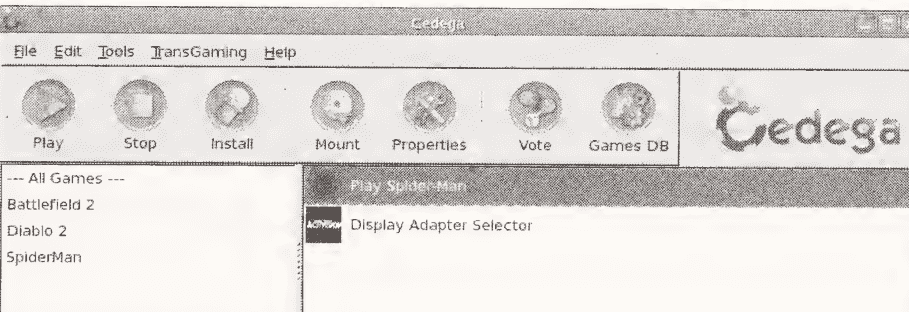 Cedega
File Edit Tools TransGaming Help
Play Stop Install Mount Properties Vote Games DB
Cedega
--- All Games ---
Battlefield 2
Diablo 2
SpiderMan
Play Spider-Man
ACTIVISION Display Adapter Selector